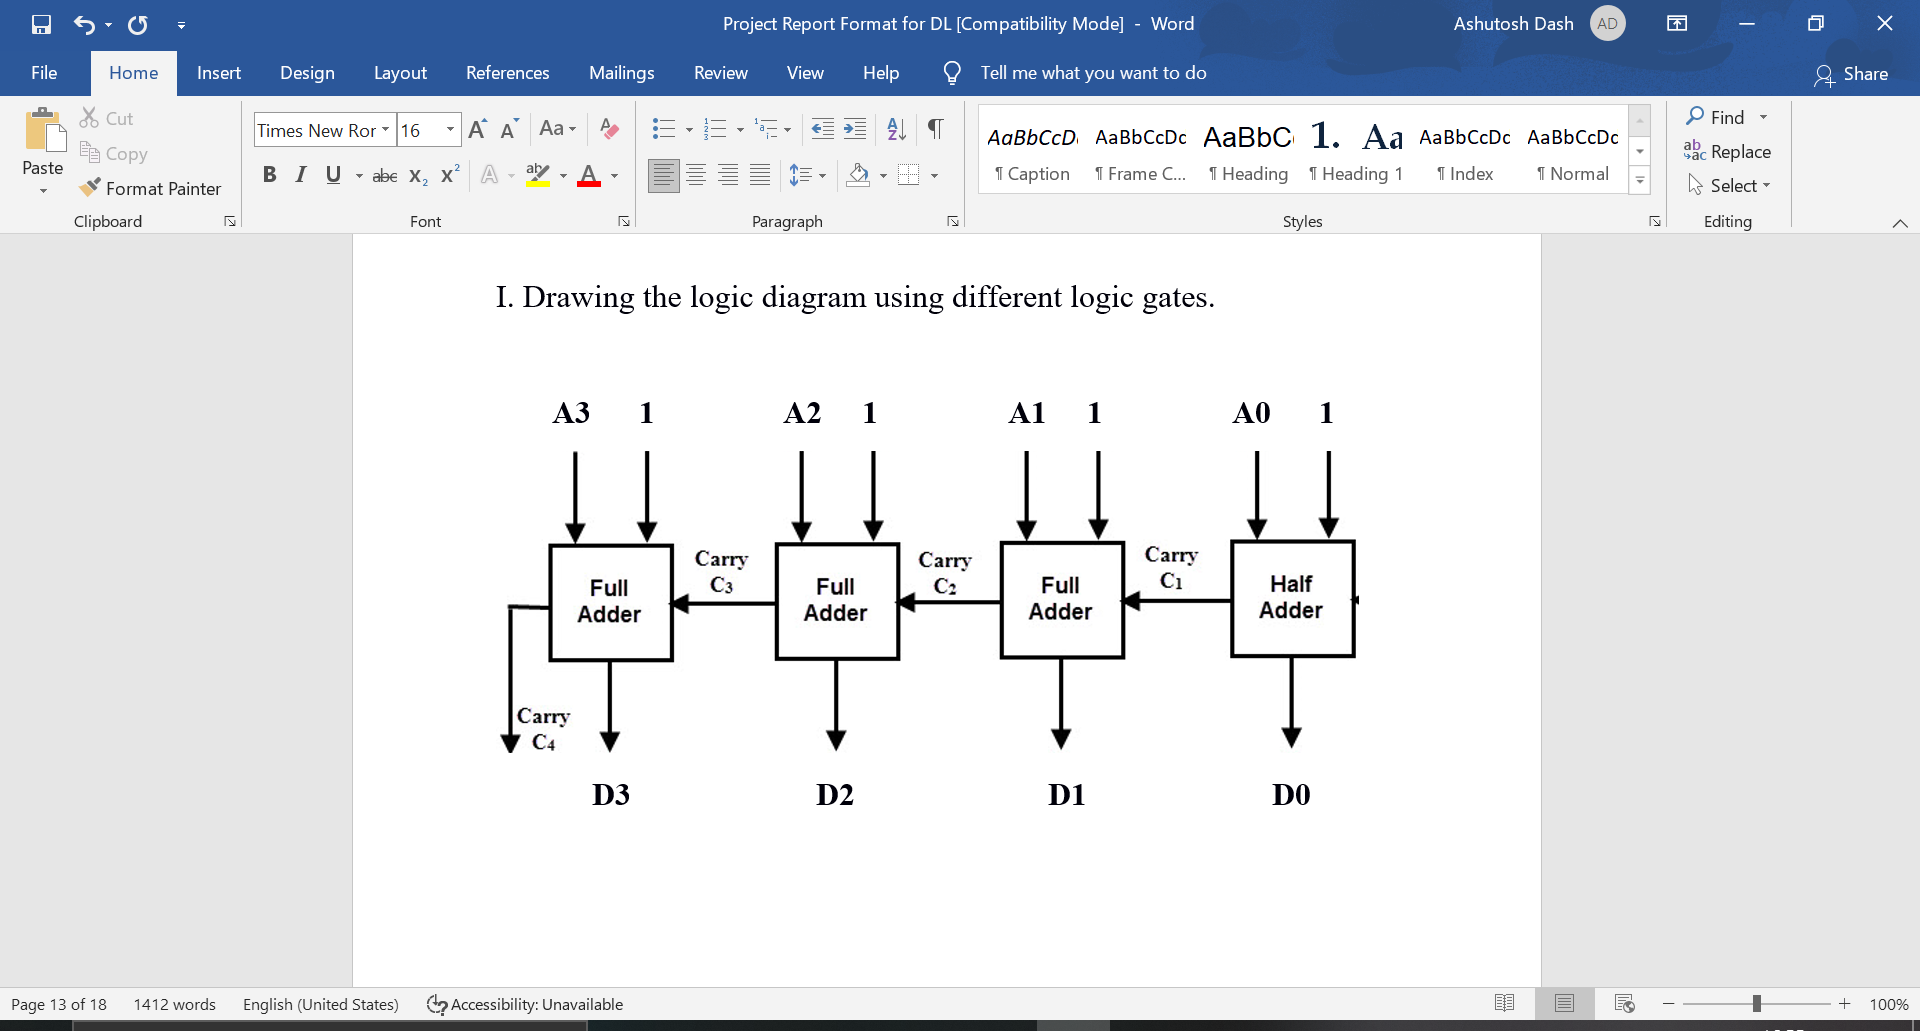 Project Report Format for DL [Compatibility Mode] - Word
Ashutosh Dash AD
File Home Insert Design Layout References Mailings Review View Help Tell me what you want to do Share
Paste
Cut
Copy
Format Painter
Clipboard
Times New Ror 16
Font
Paragraph
AaBbCcD AaBbCcDc AaBbC 1. Aa AaBbCcDc AaBbCcDc
¶ Caption ¶ Frame C... ¶ Heading ¶ Heading 1 ¶ Index ¶ Normal
Styles
Find
Replace
Select
Editing
I. Drawing the logic diagram using different logic gates.
A3 1 A2 1 A1 1 A0 1
Carry C3
Carry C2
Carry C1
Full Adder
Full Adder
Full Adder
Half Adder
Carry C4
D3 D2 D1 D0
Page 13 of 18 1412 words English (United States) Accessibility: Unavailable 100%